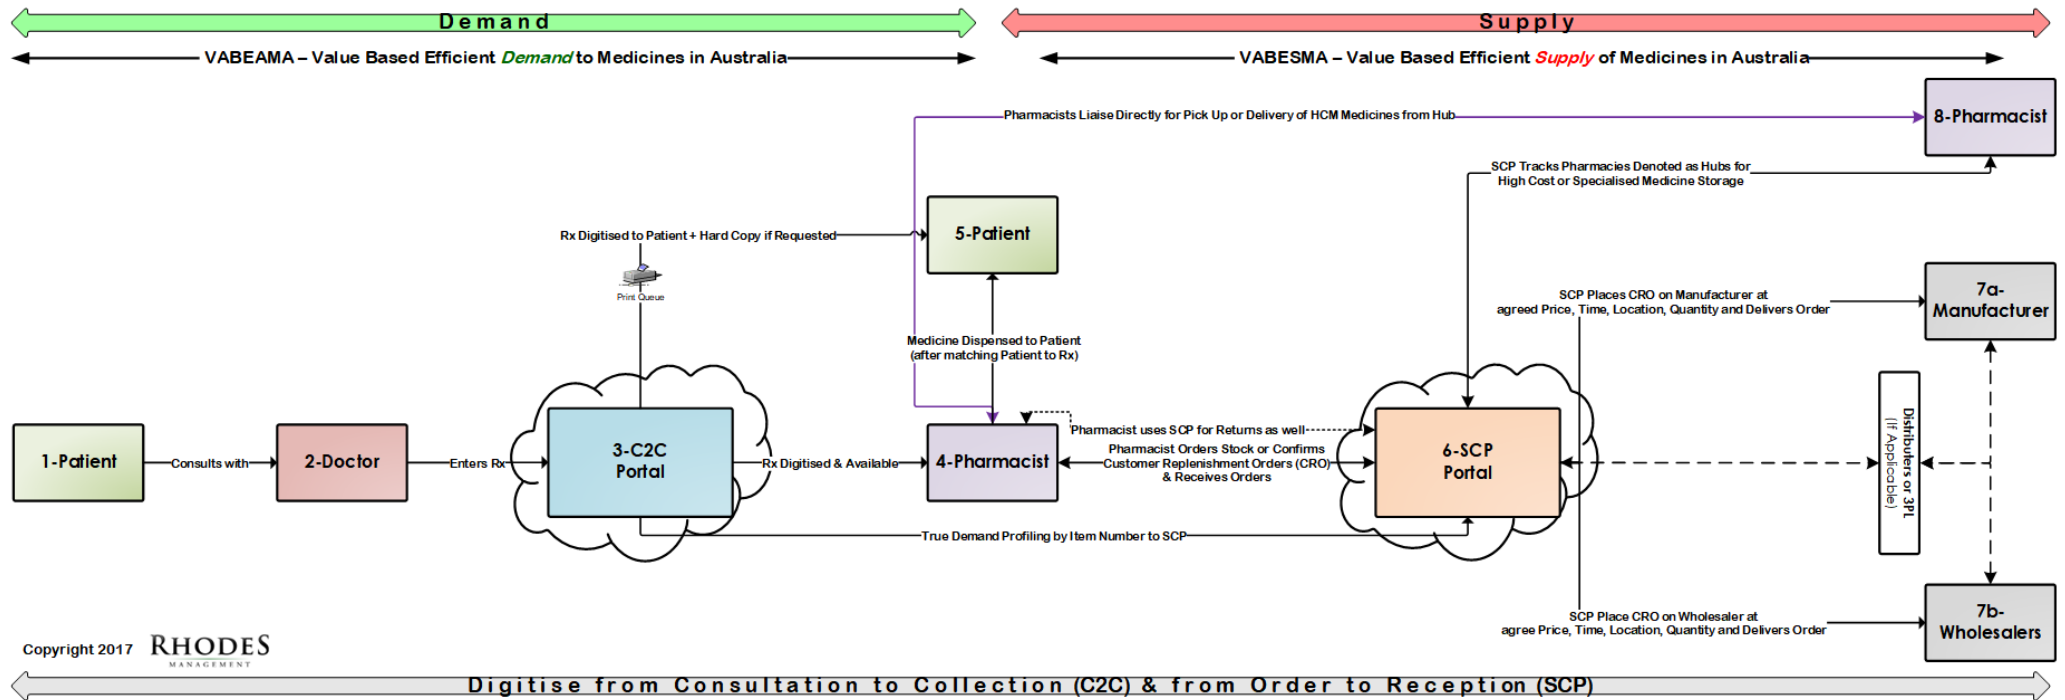 Demand
Supply
VABEAMA – Value Based Efficient Demand to Medicines in Australia
VABESMA – Value Based Efficient Supply of Medicines in Australia
Pharmacists Liaise Directly for Pick Up or Delivery of HCM Medicines from Hub
8-Pharmacist
SCP Tracks Pharmacies Denoted as Hubs for
High Cost or Specialised Medicine Storage
Rx Digitised to Patient + Hard Copy if Requested
5-Patient
Print Queue
SCP Places CRO on Manufacturer at
agreed Price, Time, Location, Quantity and Delivers Order
7a-
Manufacturer
Medicine Dispensed to Patient
(after matching Patient to Rx)
1-Patient
Consults with
2-Doctor
Enters Rx
3-C2C
Portal
Rx Digitised & Available
4-Pharmacist
Pharmacist uses SCP for Returns as well
Pharmacist Orders Stock or Confirms
Customer Replenishment Orders (CRO)
& Receives Orders
6-SCP
Portal
Distributers or 3PL
(If Applicable)
True Demand Profiling by Item Number to SCP
SCP Place CRO on Wholesaler at
agree Price, Time, Location, Quantity and Delivers Order
7b-
Wholesalers
Copyright 2017
RHODES
MANAGEMENT
Digitise from Consultation to Collection (C2C) & from Order to Reception (SCP)